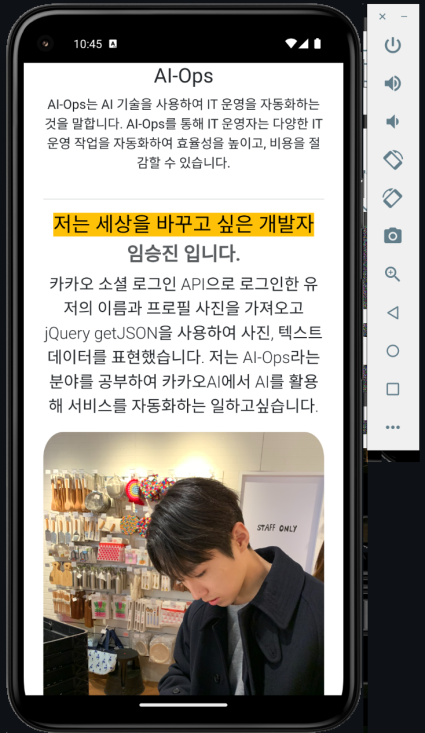 10:45 A
AI-Ops
AI-Ops는 AI 기술을 사용하여 IT 운영을 자동화하는
것을 말합니다. AI-Ops를 통해 IT 운영자는 다양한 IT
운영 작업을 자동화하여 효율성을 높이고, 비용을 절
감할 수 있습니다.
저는 세상을 바꾸고 싶은 개발자
임승진 입니다.
카카오 소셜 로그인 API으로 로그인한 유
저의 이름과 프로필 사진을 가져오고
jQuery getJSON을 사용하여 사진, 텍스트
데이터를 표현했습니다. 저는 AI-Ops라는
분야를 공부하여 카카오AI에서 AI를 활용
해 서비스를 자동화하는 일하고싶습니다.
STAFF ONLY